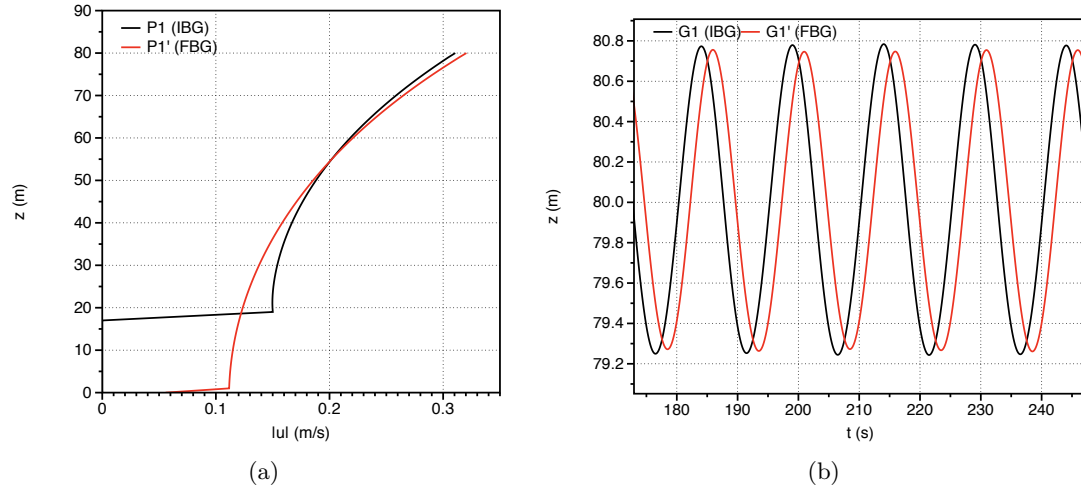 P1 (IBG)
P1' (FBG)
90
80
70
60
50
40
30
20
10
0
z (m)
0 0.1 0.2 0.3
|u| (m/s)
(a)
G1 (IBG) G1' (FBG)
80.8
80.6
80.4
80.2
80.0
79.8
79.6
79.4
79.2
z (m)
180 190 200 210 220 230 240
t (s)
(b)